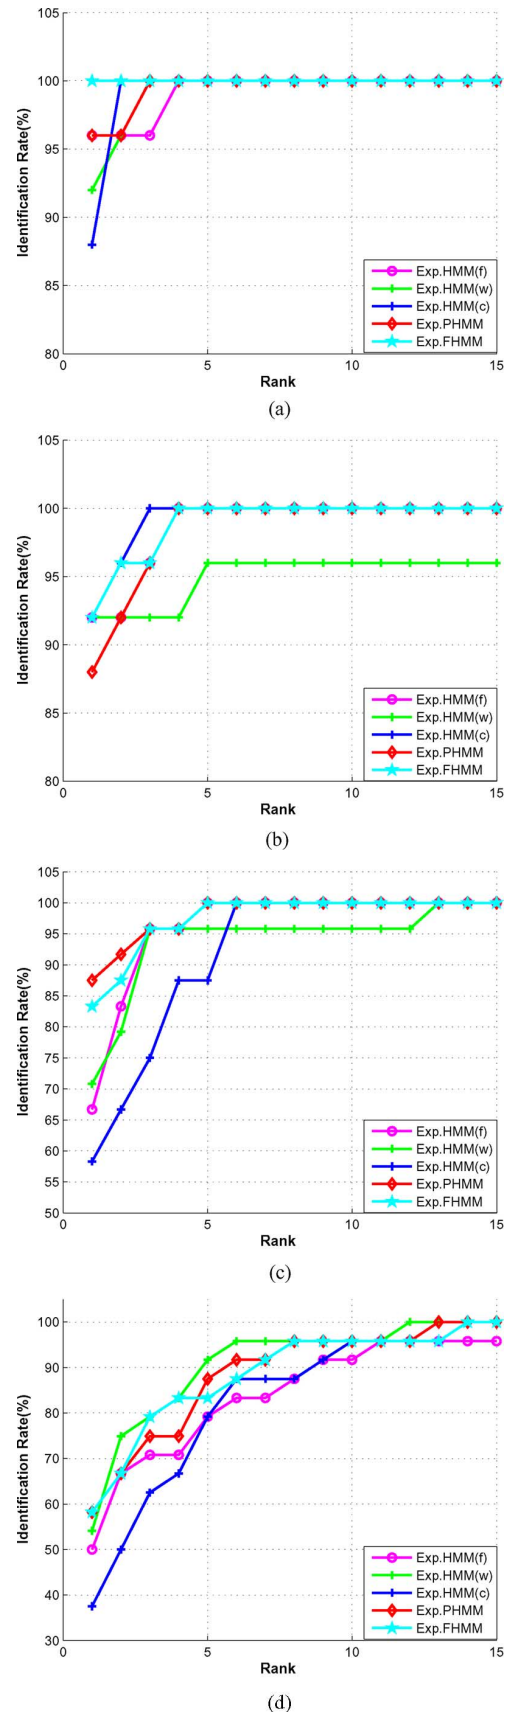 105
100
95
90
85
80
0 5 10 15
Identification Rate(%)
Rank
Exp.HMM(f)
Exp.HMM(w)
Exp.HMM(c)
Exp.PHMM
Exp.FHMM
(a)
105
100
95
90
85
80
0 5 10 15
Identification Rate(%)
Rank
Exp.HMM(f)
Exp.HMM(w)
Exp.HMM(c)
Exp.PHMM
Exp.FHMM
(b)
105
100
95
90
85
80
75
70
65
60
55
50
0 5 10 15
Identification Rate(%)
Rank
Exp.HMM(f)
Exp.HMM(w)
Exp.HMM(c)
Exp.PHMM
Exp.FHMM
(c)
100
90
80
70
60
50
40
30
0 5 10 15
Identification Rate(%)
Rank
Exp.HMM(f)
Exp.HMM(w)
Exp.HMM(c)
Exp.PHMM
Exp.FHMM
(d)